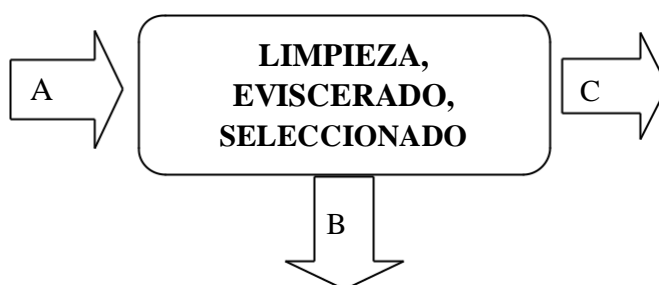 A
LIMPIEZA,
EVISCERADO,
SELECCIONADO
C
B